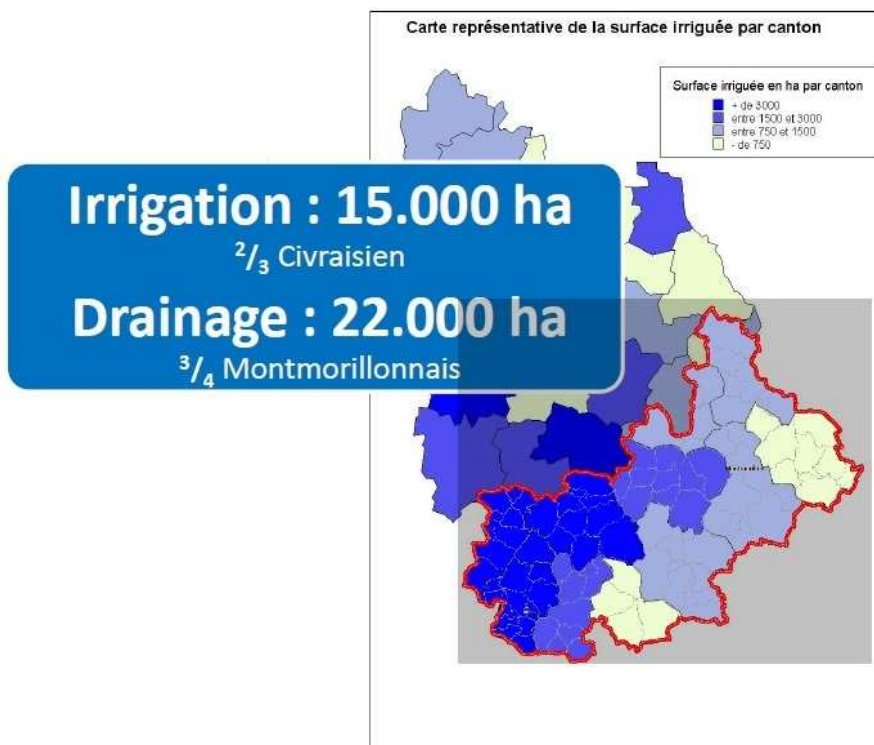 Carte représentative de la surface irriguée par canton
Surface irriguée en ha par canton
+ de 3000
entre 1500 et 3000
entre 750 et 1500
- de 750
Irrigation : 15.000 ha
2/3 Civraisien
Drainage : 22.000 ha
3/4 Montmorillonnais